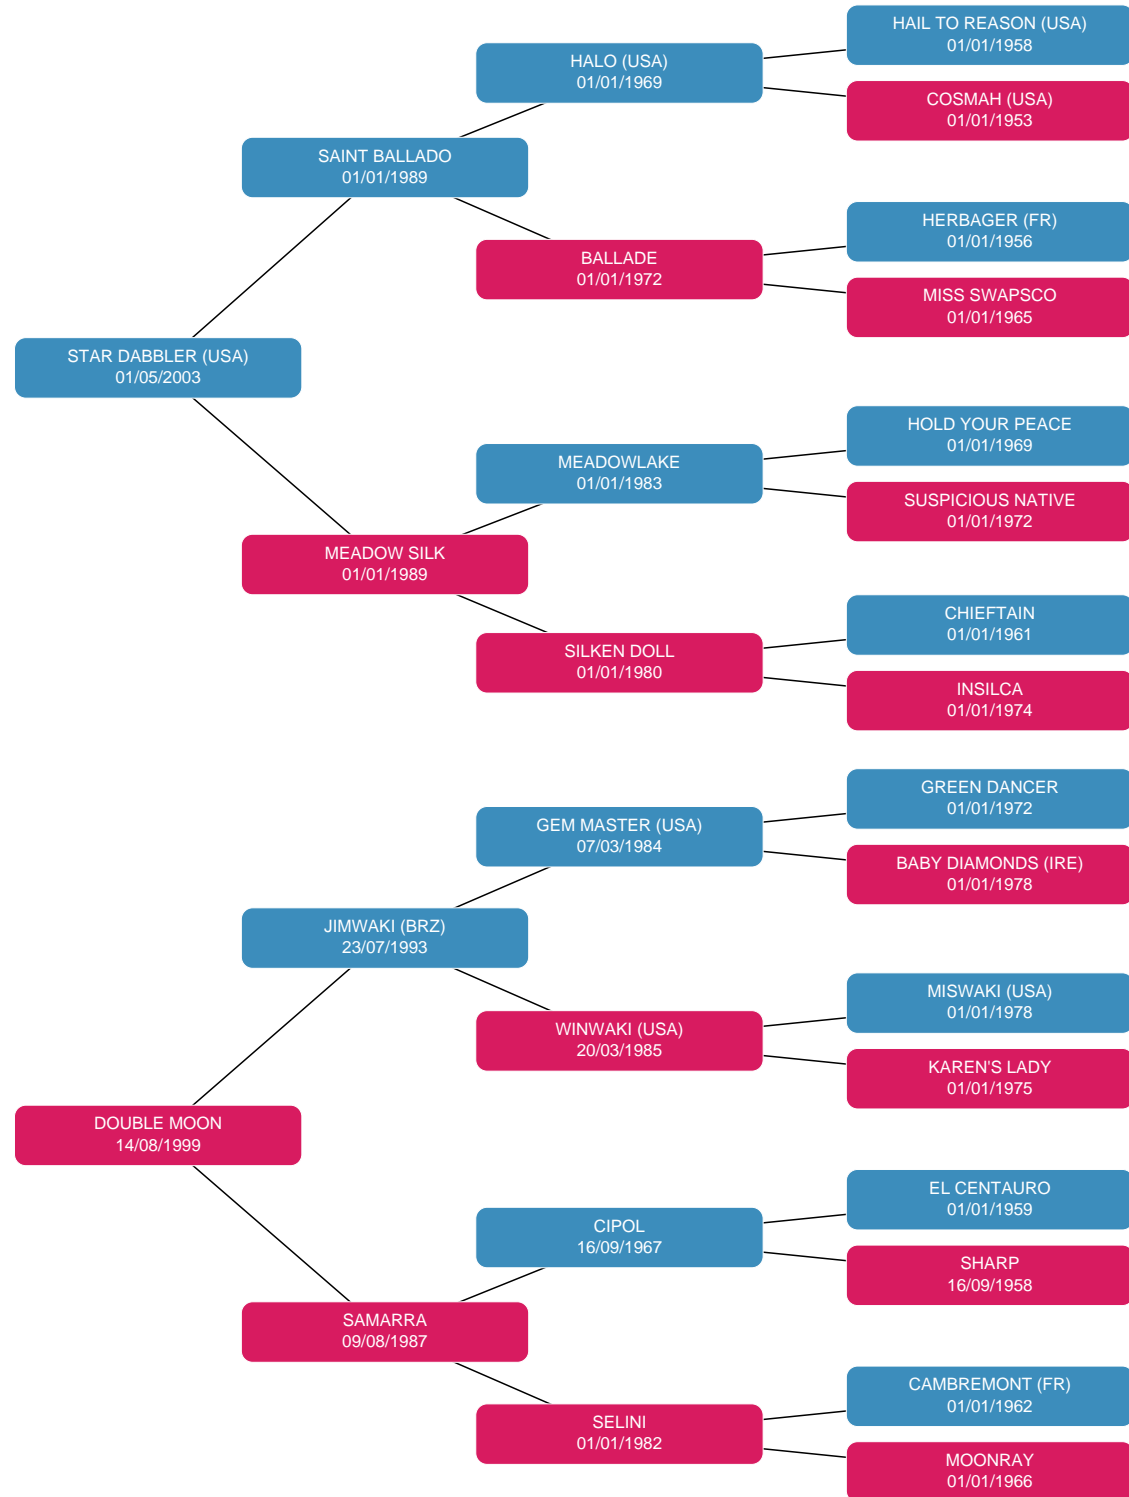 HAIL TO REASON (USA)
01/01/1958
HALO (USA)
01/01/1969
COSMAH (USA)
01/01/1953
SAINT BALLADO
01/01/1989
HERBAGER (FR)
01/01/1956
BALLADE
01/01/1972
MISS SWAPSCO
01/01/1965
STAR DABBLER (USA)
01/05/2003
HOLD YOUR PEACE
01/01/1969
MEADOWLAKE
01/01/1983
SUSPICIOUS NATIVE
01/01/1972
MEADOW SILK
01/01/1989
CHIEFTAIN
01/01/1961
SILKEN DOLL
01/01/1980
INSILCA
01/01/1974
GREEN DANCER
01/01/1972
GEM MASTER (USA)
07/03/1984
BABY DIAMONDS (IRE)
01/01/1978
JIMWAKI (BRZ)
23/07/1993
MISWAKI (USA)
01/01/1978
WINWAKI (USA)
20/03/1985
KAREN'S LADY
01/01/1975
DOUBLE MOON
14/08/1999
EL CENTAURO
01/01/1959
CIPOL
16/09/1967
SHARP
16/09/1958
SAMARRA
09/08/1987
CAMBREMONT (FR)
01/01/1962
SELINI
01/01/1982
MOONRAY
01/01/1966